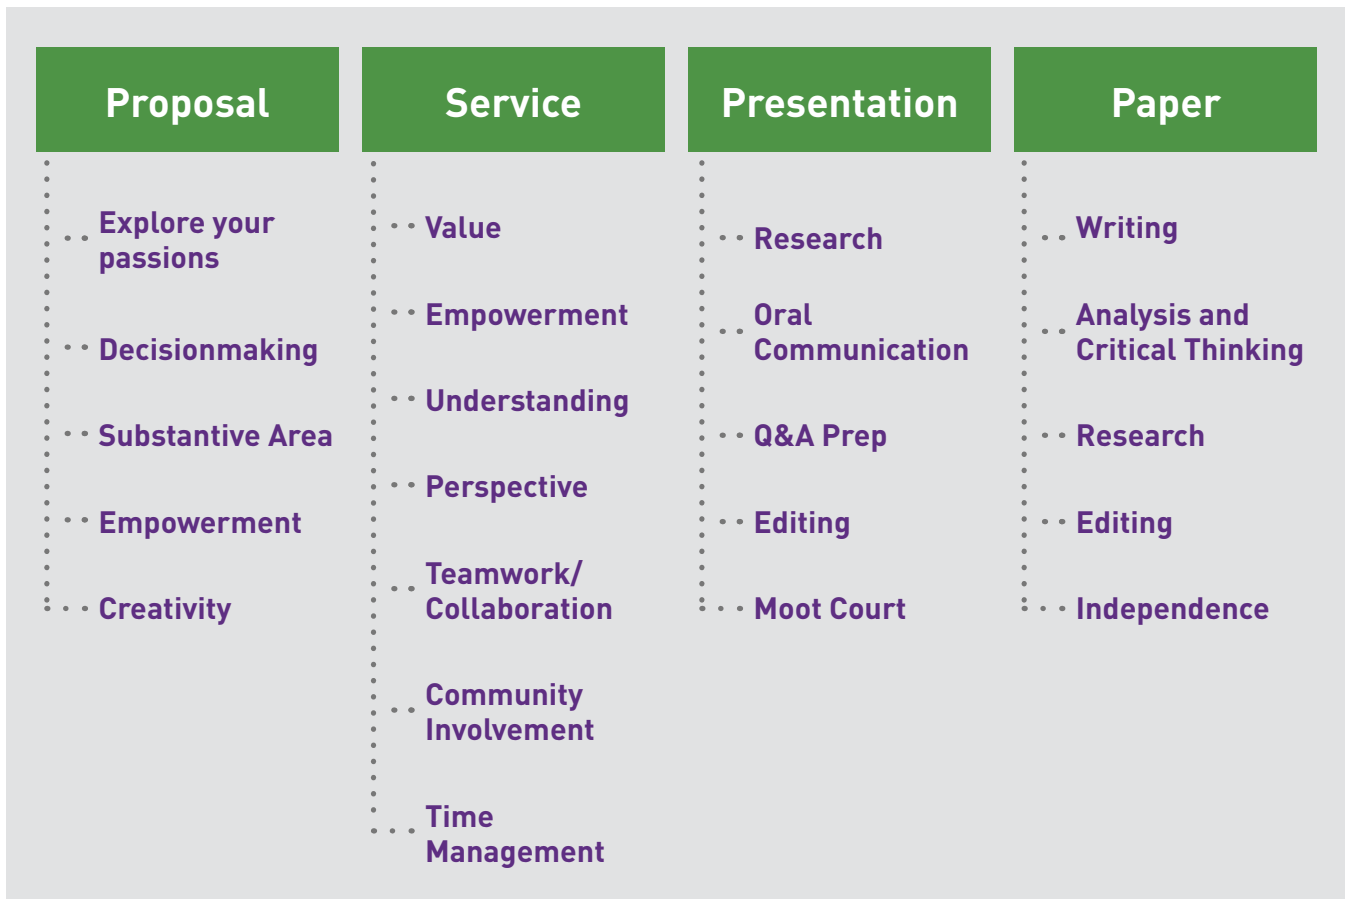 Proposal
Explore your
passions
Decisionmaking
Substantive Area
Empowerment
Creativity
Service
Value
Empowerment
Understanding
Perspective
Teamwork/
Collaboration
Community
Involvement
Time
Management
Presentation
Research
Oral
Communication
Q&A Prep
Editing
Moot Court
Paper
Writing
Analysis and
Critical Thinking
Research
Editing
Independence